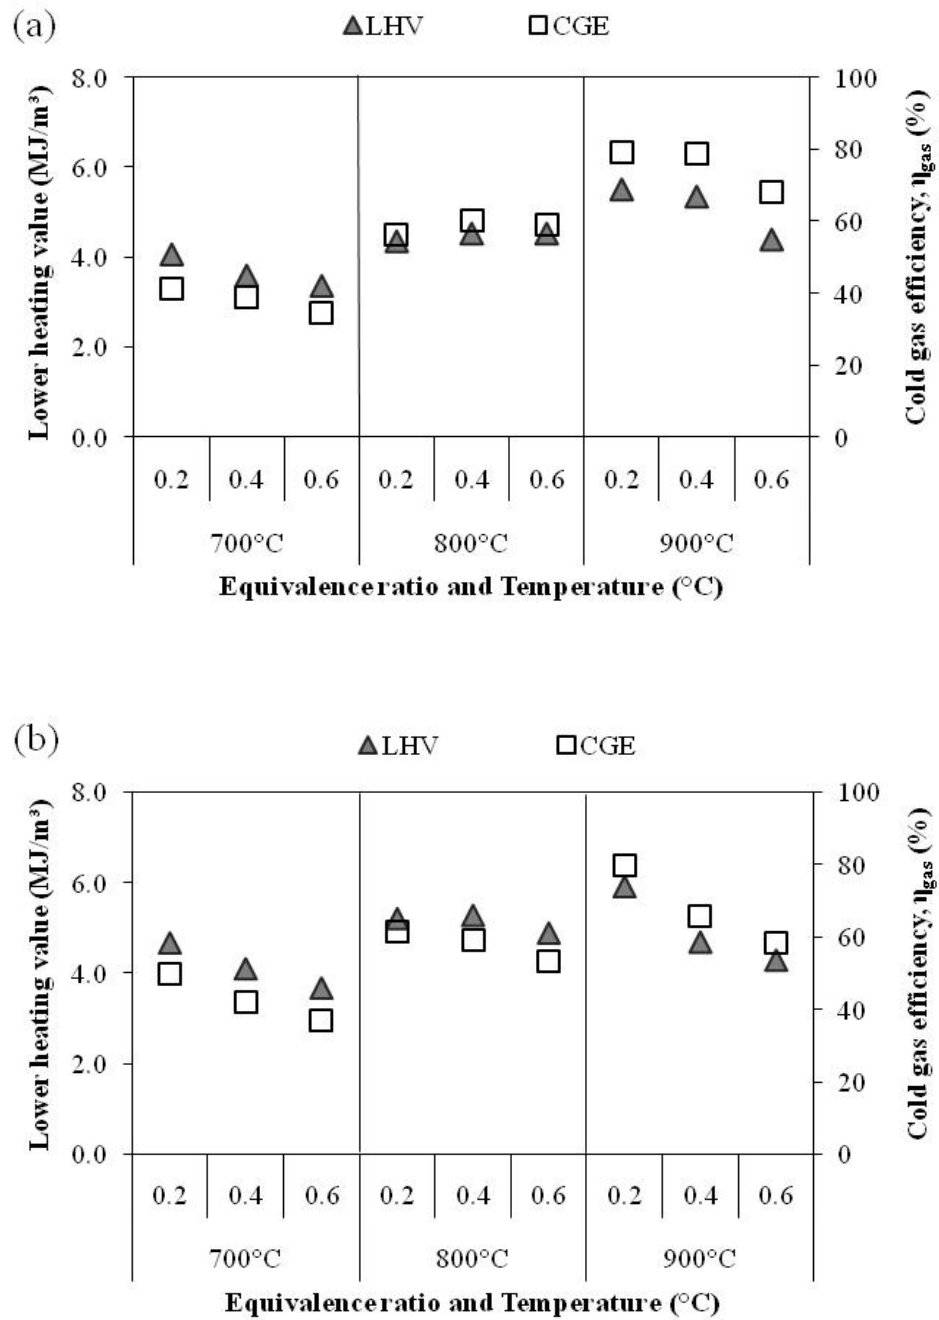 (a)
LHV CGE
Lower heating value (MJ/m³)
8.0
6.0
4.0
2.0
0.0
100
80
60
40
20
0
Cold gas efficiency, ηgas (%)
0.2 0.4 0.6 0.2 0.4 0.6 0.2 0.4 0.6
700°C 800°C 900°C
Equivalence ratio and Temperature (°C)
(b)
LHV CGE
Lower heating value (MJ/m³)
8.0
6.0
4.0
2.0
0.0
100
80
60
40
20
0
Cold gas efficiency, ηgas (%)
0.2 0.4 0.6 0.2 0.4 0.6 0.2 0.4 0.6
700°C 800°C 900°C
Equivalence ratio and Temperature (°C)